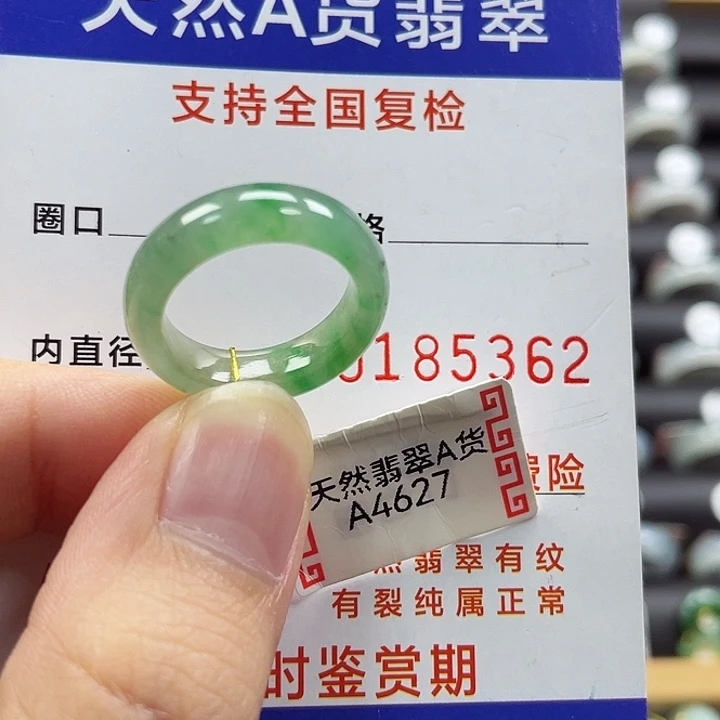 天然A货翡翠
支持全国复检
圈口
格
内直径
185362
天然翡翠A货
A4627
险
翡翠有纹
有裂纯属正常
时鉴赏期